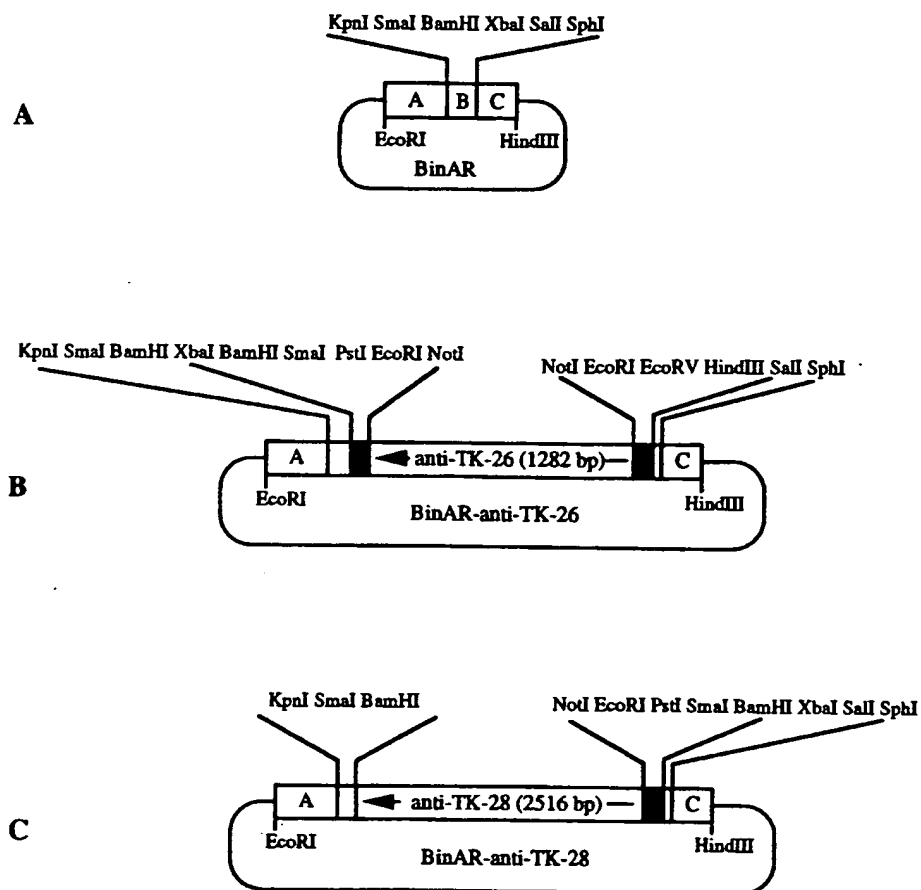 KpnI SmaI BamHI XbaI SalI SphI
A
A B C
EcoRI HindIII
BinAR
KpnI SmaI BamHI XbaI BamHI SmaI PstI EcoRI NotI
NotI EcoRI EcoRV HindIII SalI SphI
B
A anti-TK-26 (1282 bp) C
EcoRI HindIII
BinAR-anti-TK-26
KpnI SmaI BamHI
NotI EcoRI PstI SmaI BamHI XbaI SalI SphI
C
A anti-TK-28 (2516 bp) C
EcoRI HindIII
BinAR-anti-TK-28